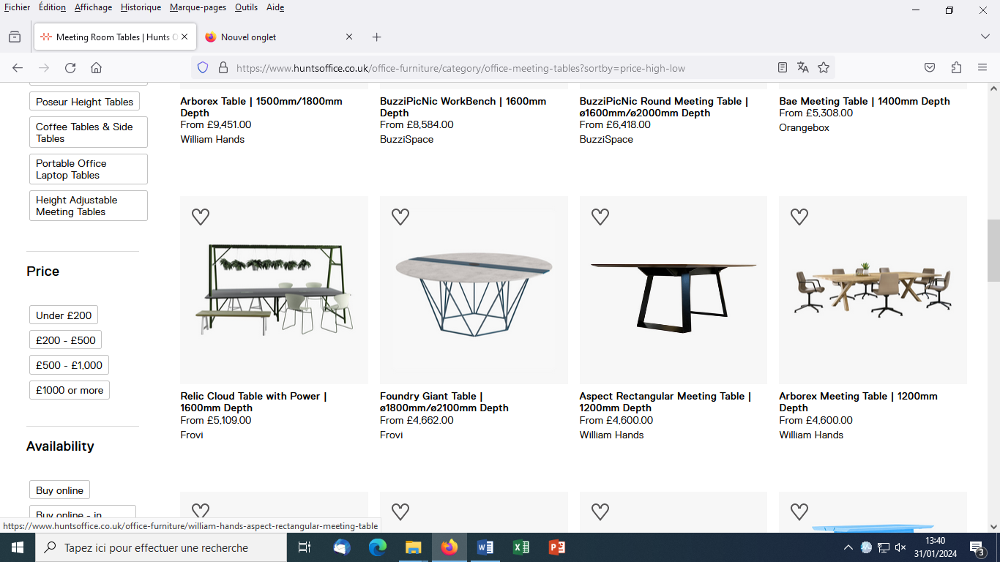 Fichier Édition Affichage Historique Marque-pages Outils Aide
Meeting Room Tables | Hunts O
Nouvel onglet
https://www.huntsoffice.co.uk/office-furniture/category/office-meeting-tables?sortby=price-high-low
Poseur Height Tables
Coffee Tables & Side
Tables
Portable Office
Laptop Tables
Height Adjustable
Meeting Tables
Price
Under £200
£200 - £500
£500 - £1,000
£1000 or more
Availability
Buy online
Buy online - in
Arborex Table | 1500mm/1800mm
Depth
From £9,451.00
William Hands
BuzziPicNic WorkBench | 1600mm
Depth
From £8,584.00
BuzziSpace
BuzziPicNic Round Meeting Table |
ø1600mm/ø2000mm Depth
From £6,418.00
BuzziSpace
Bae Meeting Table | 1400mm Depth
From £5,308.00
Orangebox
Relic Cloud Table with Power |
1600mm Depth
From £5,109.00
Frovi
Foundry Giant Table |
ø1800mm/ø2100mm Depth
From £4,662.00
Frovi
Aspect Rectangular Meeting Table |
1200mm Depth
From £4,600.00
William Hands
Arborex Meeting Table | 1200mm
Depth
From £4,600.00
William Hands
https://www.huntsoffice.co.uk/office-furniture/william-hands-aspect-rectangular-meeting-table
Tapez ici pour effectuer une recherche
13:40
31/01/2024
3